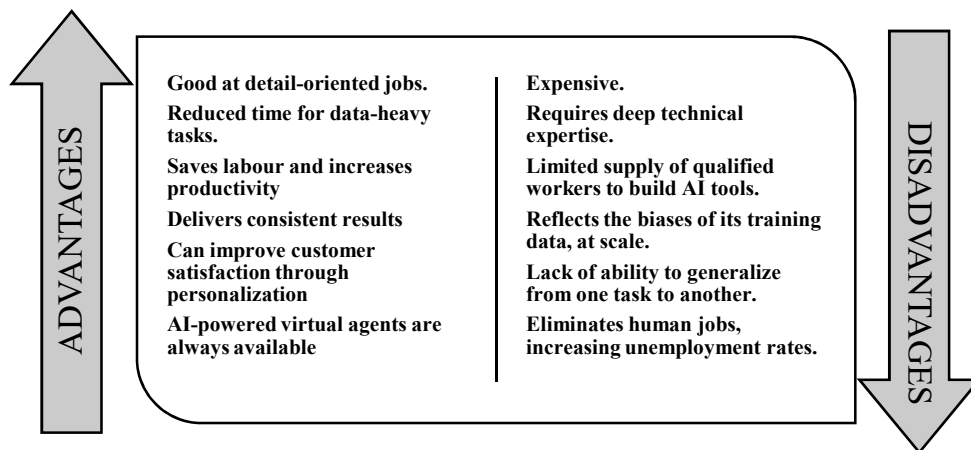 ADVANTAGES
Good at detail-oriented jobs.
Reduced time for data-heavy
tasks.
Saves labour and increases
productivity
Delivers consistent results
Can improve customer
satisfaction through
personalization
AI-powered virtual agents are
always available
Expensive.
Requires deep technical
expertise.
Limited supply of qualified
workers to build AI tools.
Reflects the biases of its training
data, at scale.
Lack of ability to generalize
from one task to another.
Eliminates human jobs,
increasing unemployment rates.
DISADVANTAGES